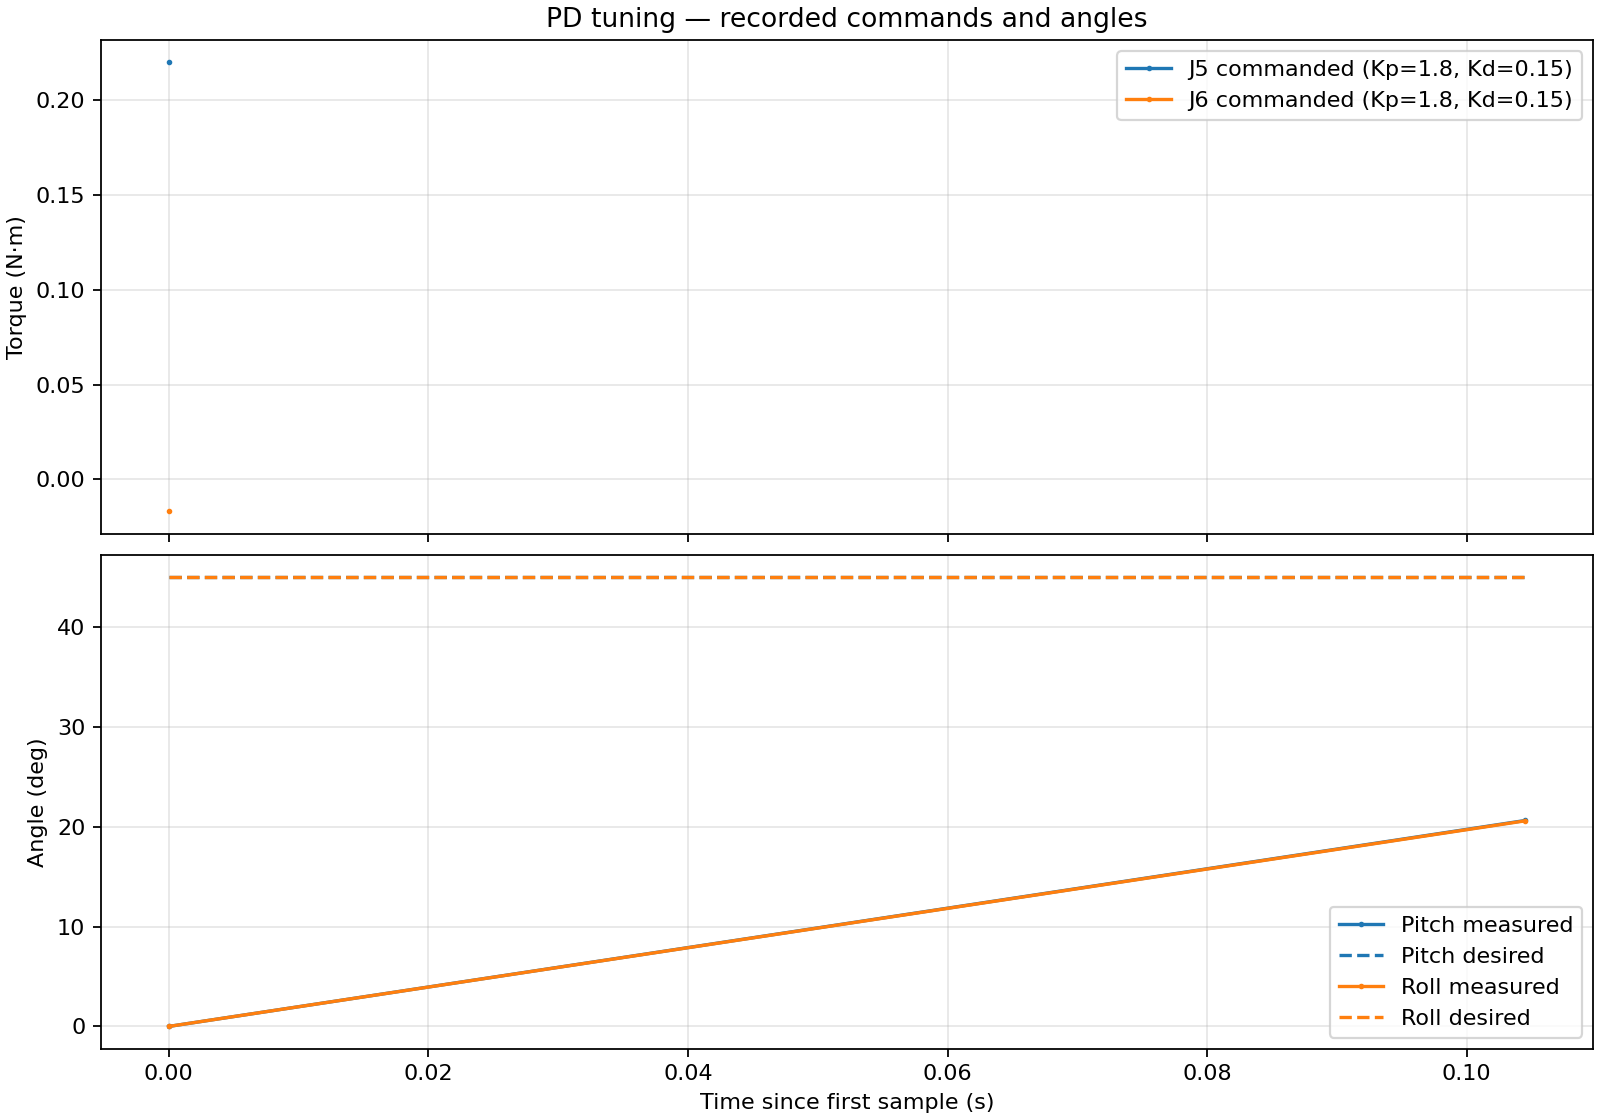 PD tuning — recorded commands and angles
J5 commanded (Kp=1.8, Kd=0.15)
J6 commanded (Kp=1.8, Kd=0.15)
0.20
0.15
0.10
0.05
0.00
Torque (N·m)
40
30
20
10
0
Angle (deg)
Pitch measured
Pitch desired
Roll measured
Roll desired
0.00 0.02 0.04 0.06 0.08 0.10
Time since first sample (s)